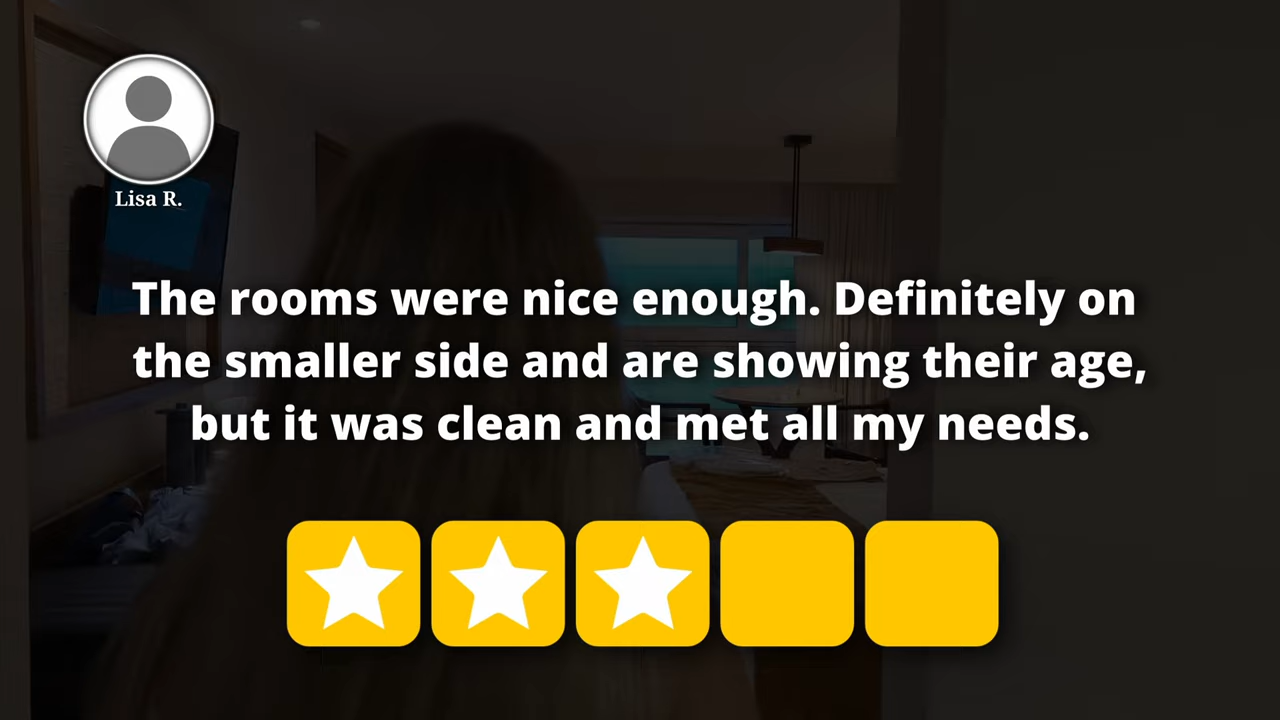 Lisa R.
The rooms were nice enough. Definitely on
the smaller side and are showing their age,
but it was clean and met all my needs.